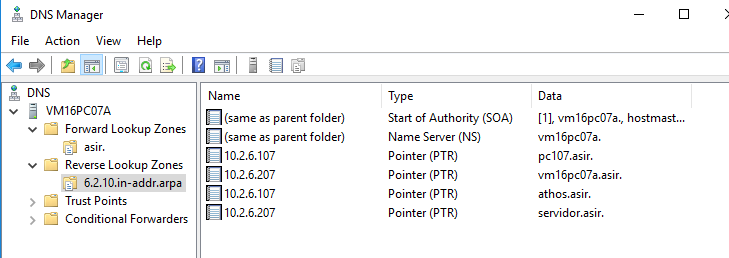 DNS Manager
File Action View Help
DNS
VM16PC07A
Forward Lookup Zones
asir.
Reverse Lookup Zones
6.2.10.in-addr.arpa
Trust Points
Conditional Forwarders
Name Type Data
(same as parent folder) Start of Authority (SOA) [1], vm16pc07a., hostmast...
(same as parent folder) Name Server (NS) vm16pc07a.
10.2.6.107 Pointer (PTR) pc107.asir.
10.2.6.207 Pointer (PTR) vm16pc07a.asir.
10.2.6.107 Pointer (PTR) athos.asir.
10.2.6.207 Pointer (PTR) servidor.asir.